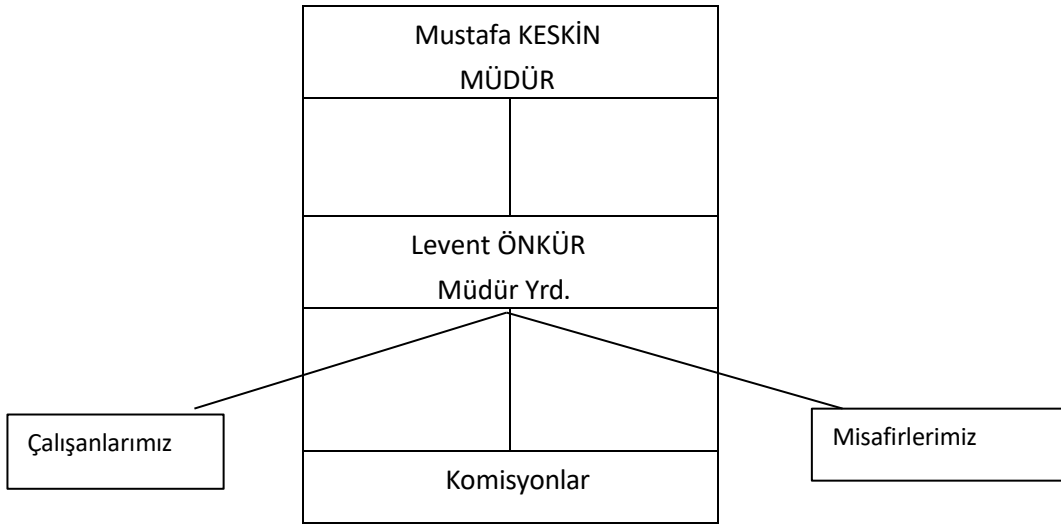 Mustafa KESKİN
MÜDÜR
Levent ÖNKÜR
Müdür Yrd.
Çalışanlarımız
Misafirlerimiz
Komisyonlar